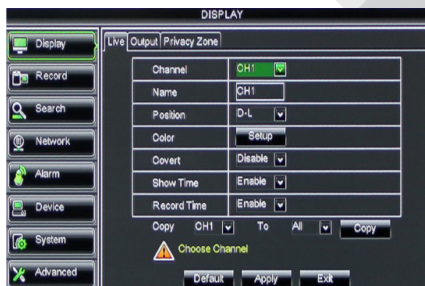 DISPLAY
Display
Record
Search
Network
Alarm
Device
System
Advanced
Live Output Privacy Zone
Channel CH1
Name CH1
Position D-L
Color Setup
Covert Disable
Show Time Enable
Record Time Enable
Copy CH1 To All Copy
Choose Channel
Default Apply Exit